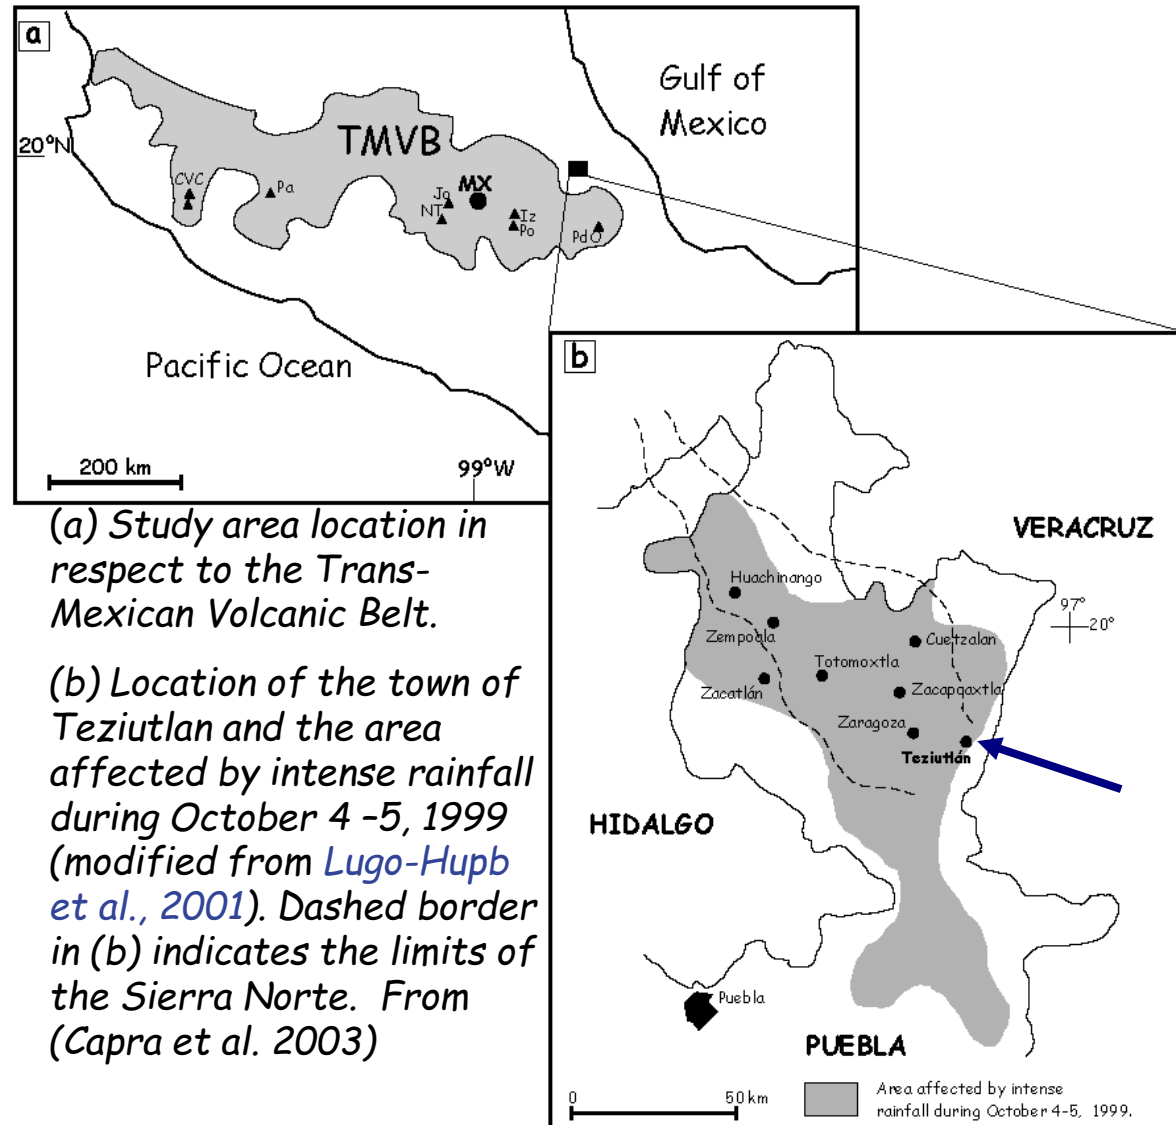 a
Gulf of
Mexico
TMVB
20°N
CVC
Pa
Jo
MX
NT
Iz
Po
PdO
Pacific Ocean
200 km
99°W
(a) Study area location in
respect to the Trans-
Mexican Volcanic Belt.
(b) Location of the town of
Teziutlan and the area
affected by intense rainfall
during October 4 –5, 1999
(modified from Lugo-Hupb
et al., 2001). Dashed border
in (b) indicates the limits of
the Sierra Norte. From
(Capra et al. 2003)
b
VERACRUZ
Huachinango
97°
20°
Zempoala
Cuetzalan
Totomoxtla
Zacatlán
Zacapqaxtla
Zaragoza
Teziutlán
HIDALGO
Puebla
PUEBLA
0 50 km
Area affected by intense
rainfall during October 4-5, 1999.